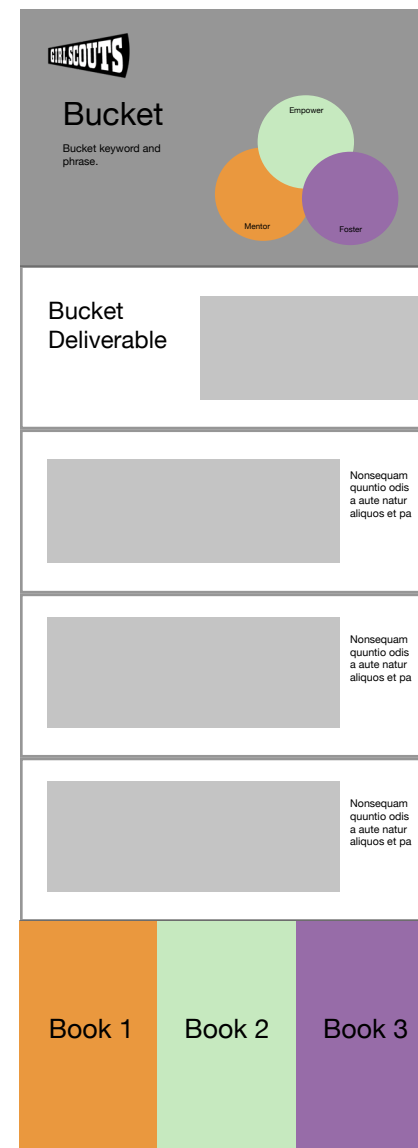 GIRL SCOUTS
Bucket
Bucket keyword and
phrase.
Empower
Mentor
Foster
Bucket
Deliverable
Nonsequam
quuntio odis
a aute natur
aliquos et pa
Nonsequam
quuntio odis
a aute natur
aliquos et pa
Nonsequam
quuntio odis
a aute natur
aliquos et pa
Book 1
Book 2
Book 3